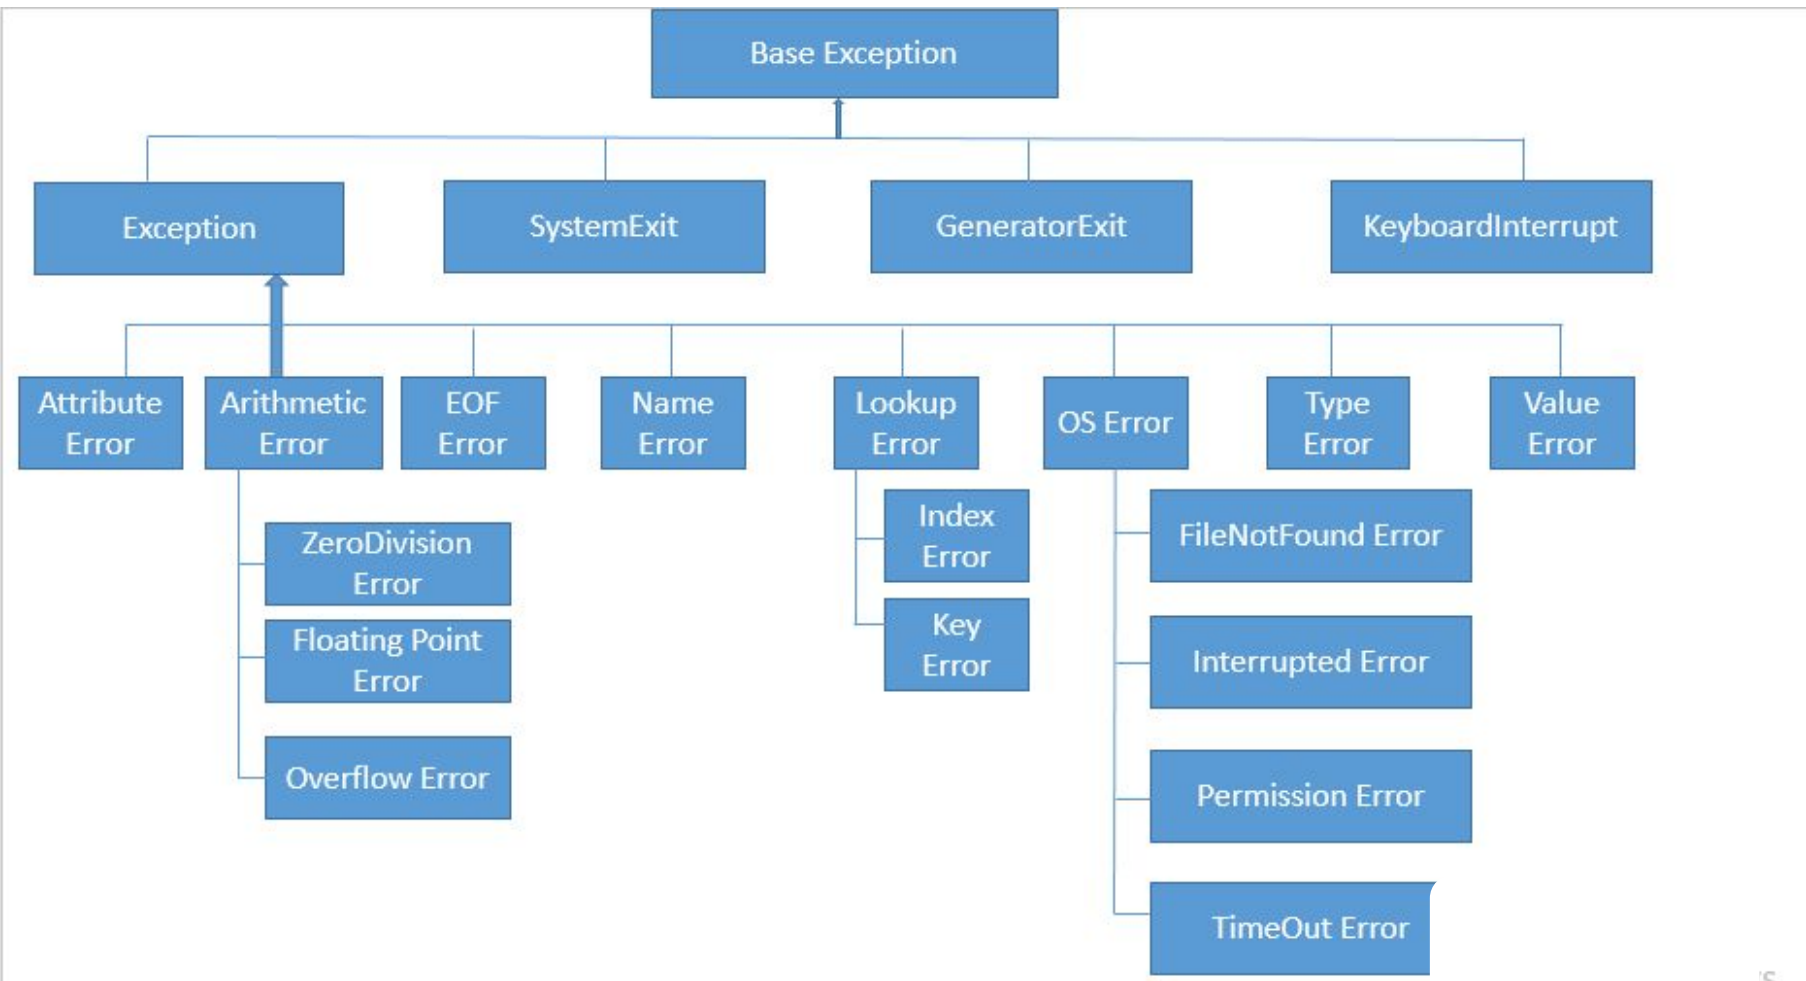 Base Exception
Exception
SystemExit
GeneratorExit
KeyboardInterrupt
Attribute
Error
Arithmetic
Error
EOF
Error
Name
Error
Lookup
Error
OS Error
Type
Error
Value
Error
ZeroDivision
Error
Floating Point
Error
Overflow Error
Index
Error
Key
Error
FileNotFound Error
Interrupted Error
Permission Error
TimeOut Error